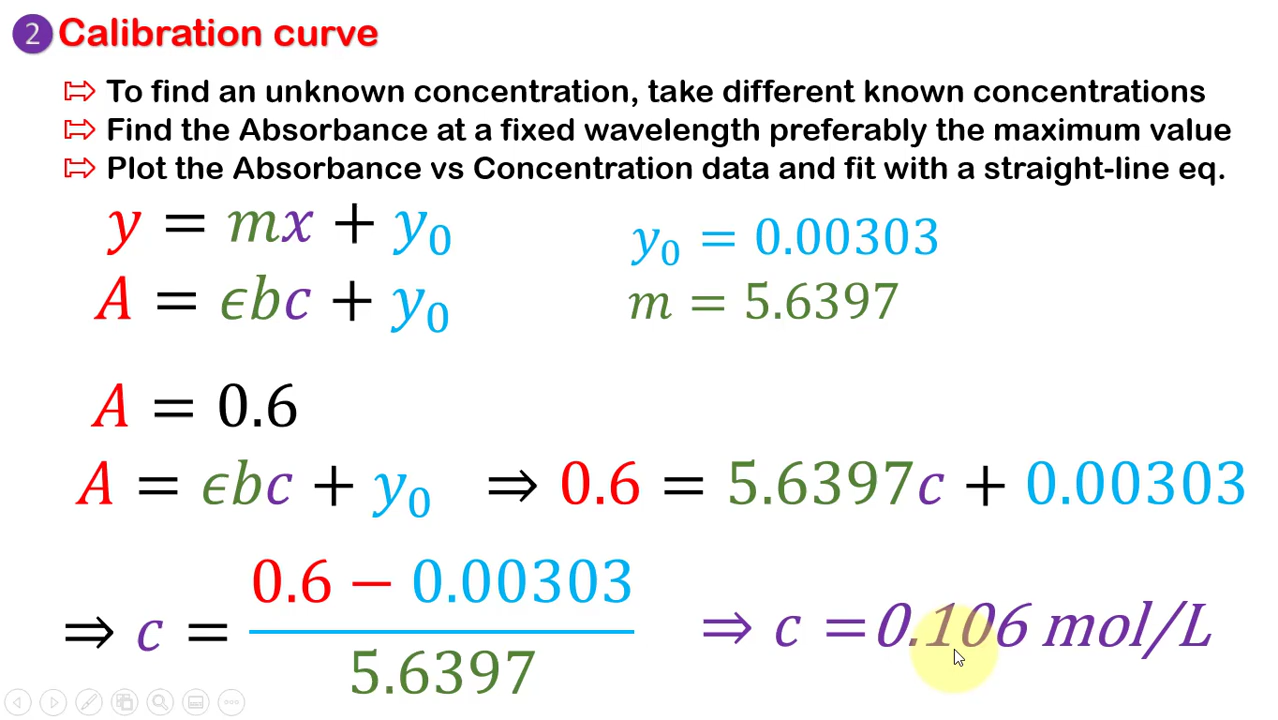 2 Calibration curve
⇨ To find an unknown concentration, take different known concentrations
⇨ Find the Absorbance at a fixed wavelength preferably the maximum value
⇨ Plot the Absorbance vs Concentration data and fit with a straight-line eq.
y = mx + y₀
y₀ = 0.00303
A = ϵbc + y₀
m = 5.6397
A = 0.6
A = ϵbc + y₀ ⇒ 0.6 = 5.6397c + 0.00303
⇒ c = (0.6 − 0.00303)/5.6397 ⇒ c = 0.106 mol/L